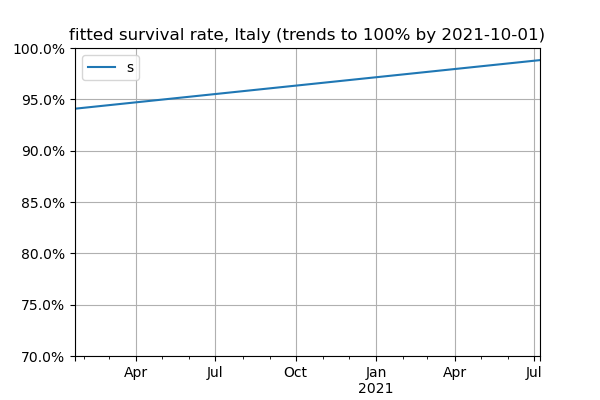 fitted survival rate, Italy (trends to 100% by 2021-10-01)
100.0%
s
95.0%
90.0%
85.0%
80.0%
75.0%
70.0%
Apr Jul Oct Jan Apr Jul
2021